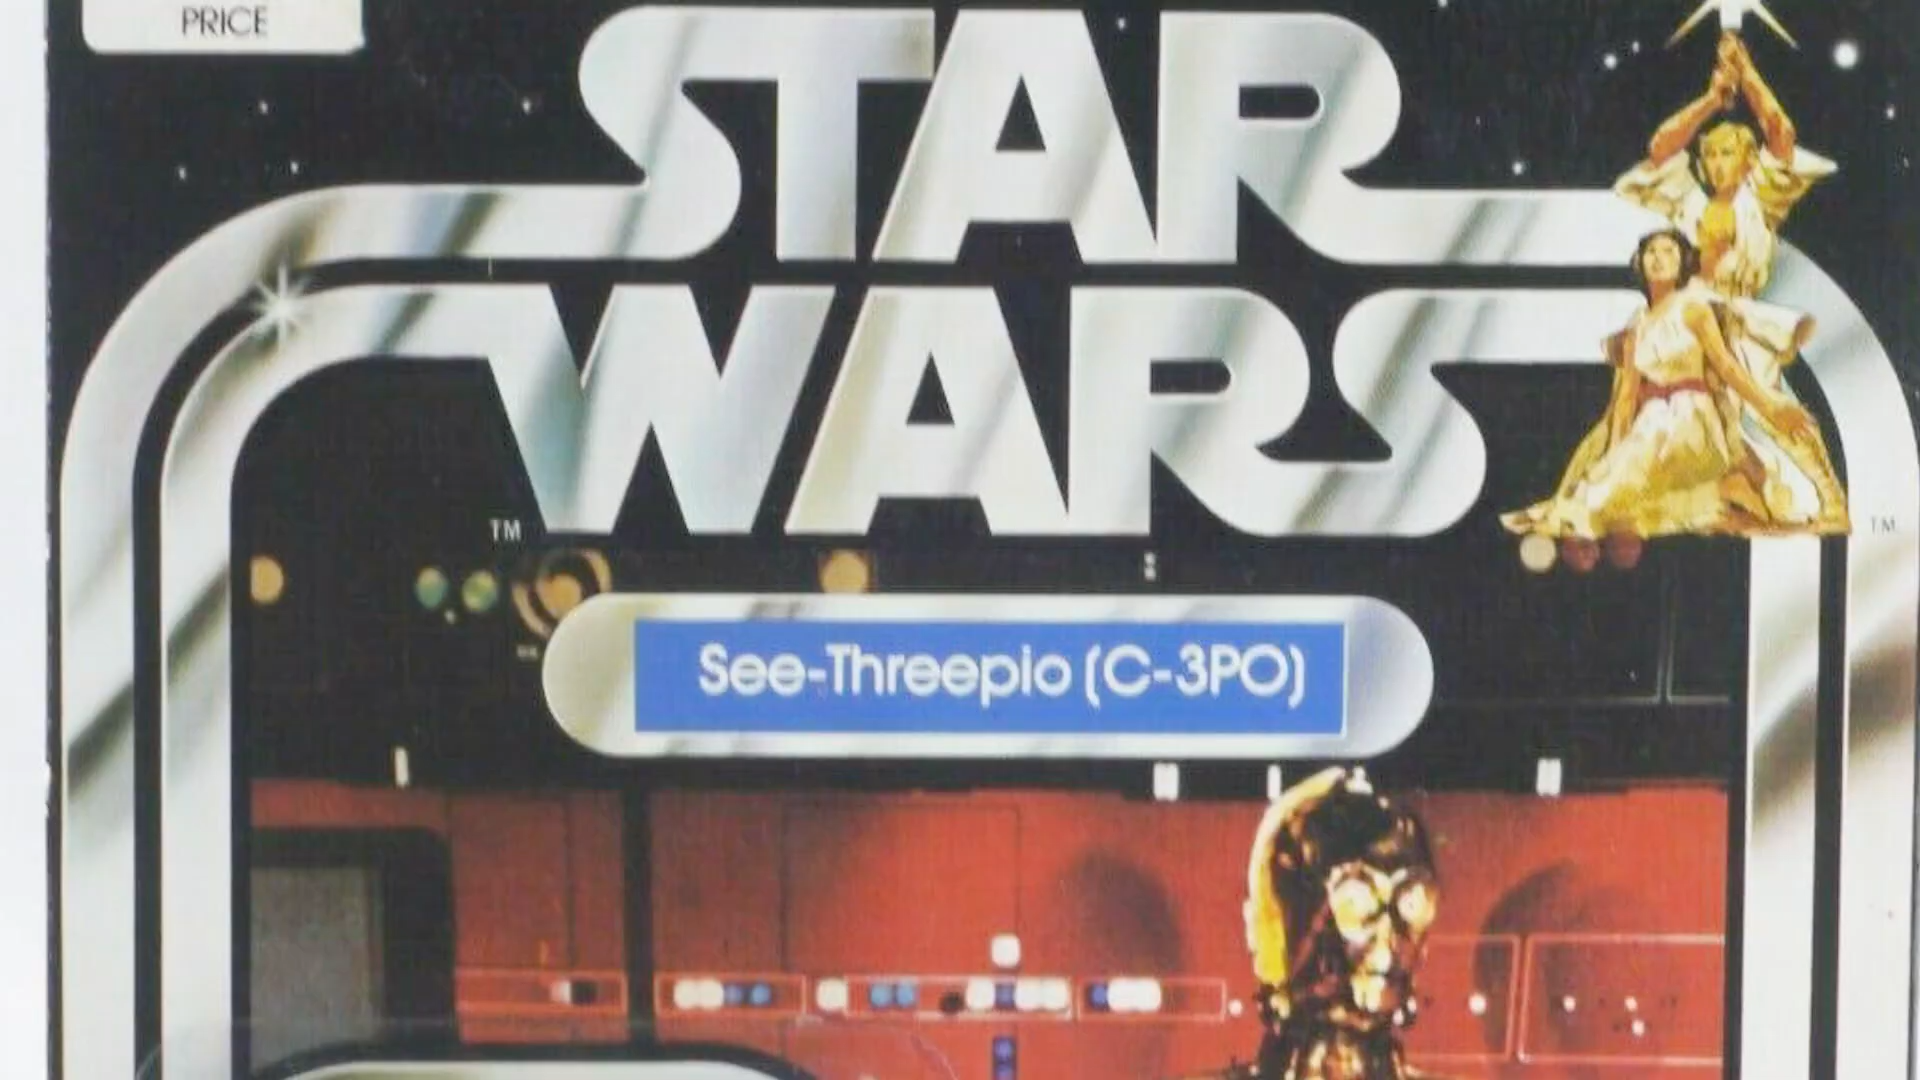 PRICE
STAR
WARS
TM
TM
See-Threepio (C-3PO)